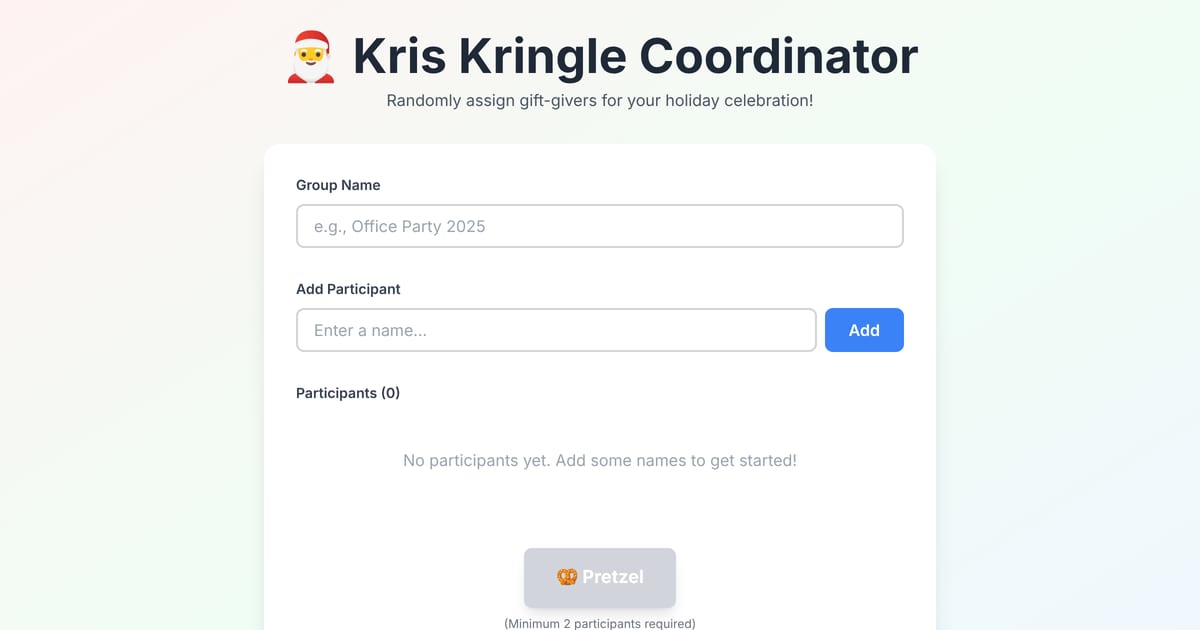 Kris Kringle Coordinator
Randomly assign gift-givers for your holiday celebration!
Group Name
e.g., Office Party 2025
Add Participant
Enter a name...
Add
Participants (0)
No participants yet. Add some names to get started!
🥨 Pretzel
(Minimum 2 participants required)